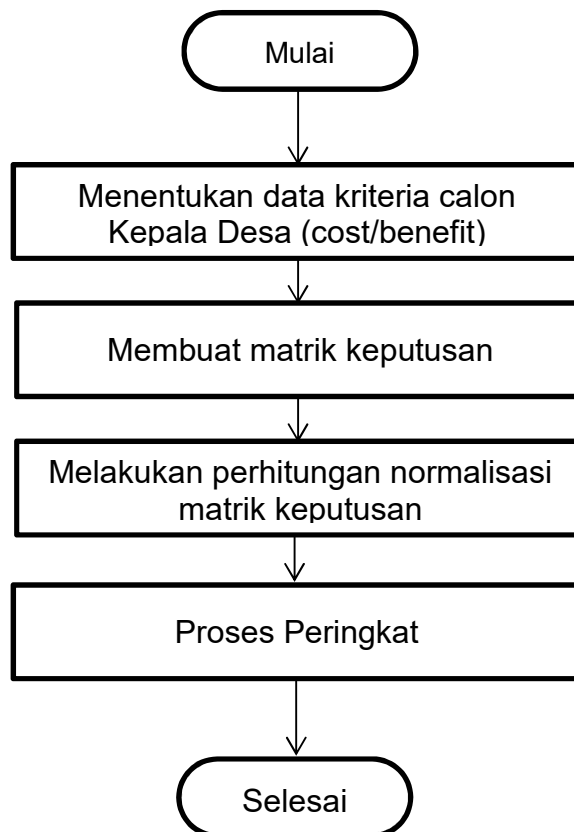 Mulai
Menentukan data kriteria calon
Kepala Desa (cost/benefit)
Membuat matrik keputusan
Melakukan perhitungan normalisasi
matrik keputusan
Proses Peringkat
Selesai